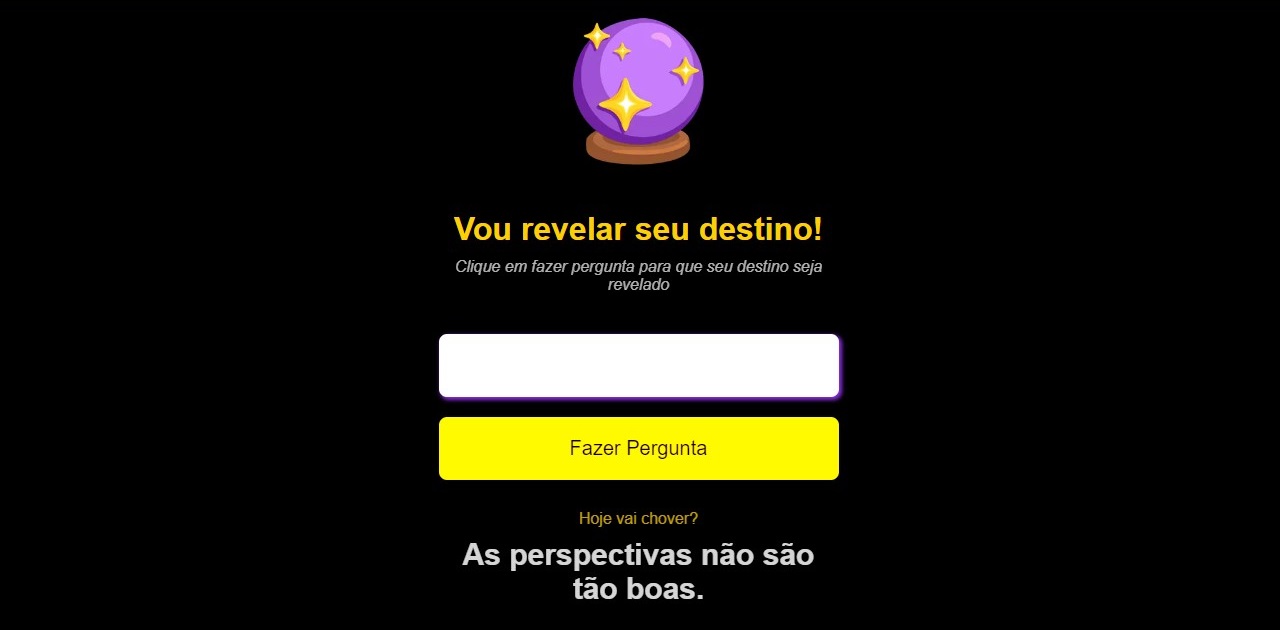 Vou revelar seu destino!
Clique em fazer pergunta para que seu destino seja
revelado
Fazer Pergunta
Hoje vai chover?
As perspectivas não são
tão boas.